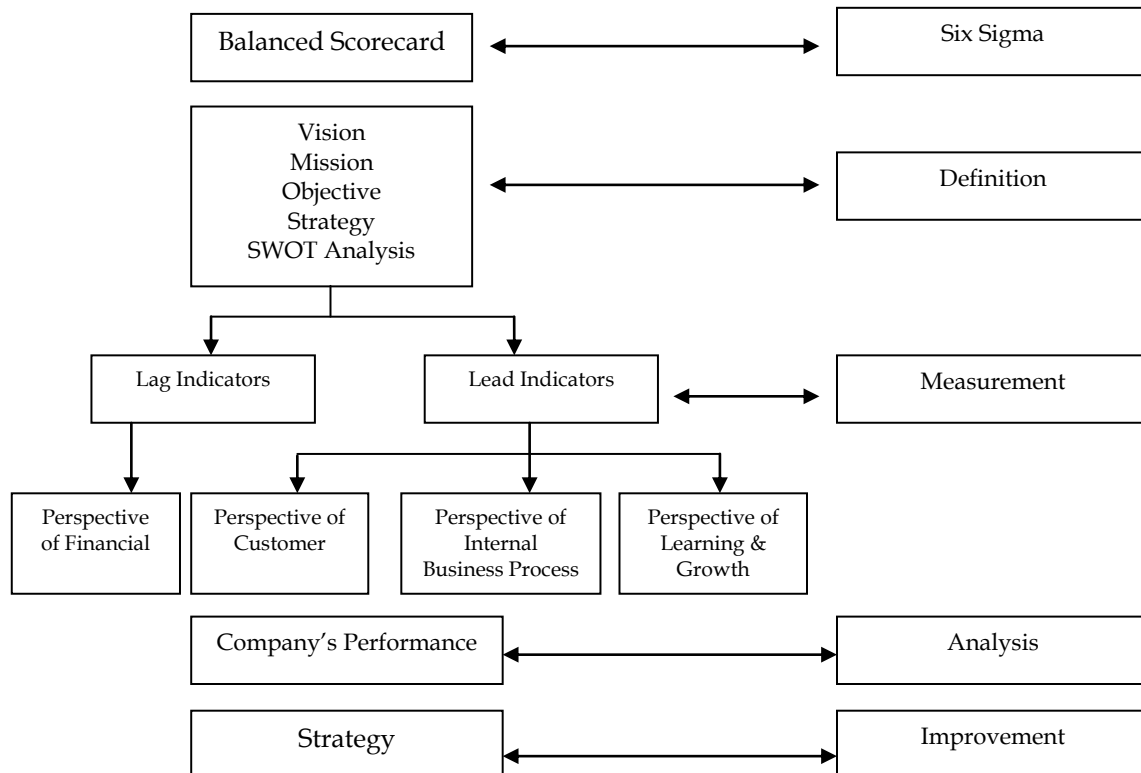 Balanced Scorecard
Six Sigma
Vision
Mission
Objective
Strategy
SWOT Analysis
Definition
Lag Indicators
Lead Indicators
Measurement
Perspective
of Financial
Perspective of
Customer
Perspective of
Internal
Business Process
Perspective of
Learning &
Growth
Company’s Performance
Analysis
Strategy
Improvement